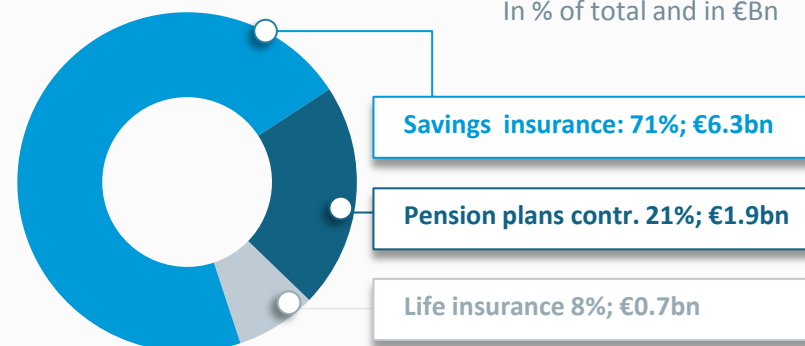 In % of total and in €Bn
Savings insurance: 71%; €6.3bn
Pension plans contr. 21%; €1.9bn
Life insurance 8%; €0.7bn